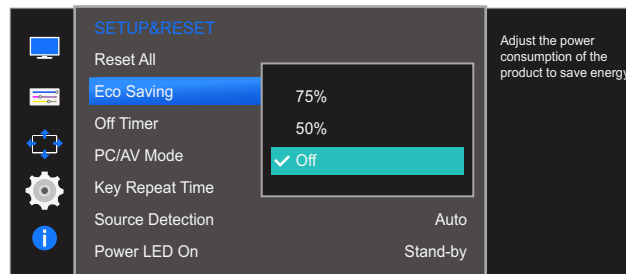 SETUP&RESET
Reset All
Eco Saving
Off Timer
PC/AV Mode
Key Repeat Time
Source Detection Auto
Power LED On Stand-by
75%
50%
Off
Adjust the power
consumption of the
product to save energy